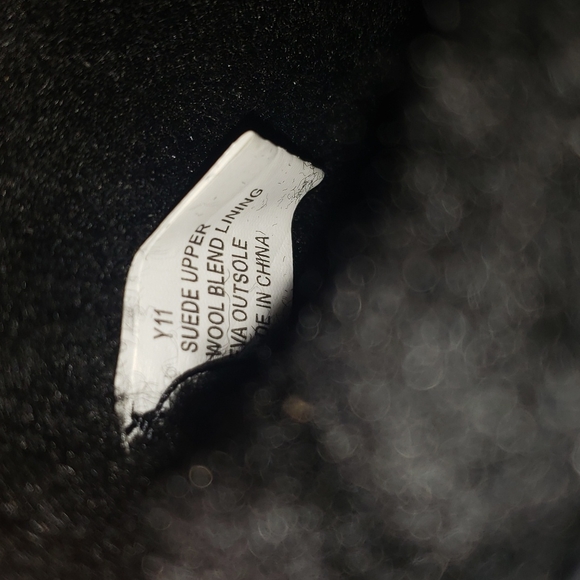 Y11
SUEDE UPPER
WOOL BLEND LINING
EVA OUTSOLE
DE IN CHINA